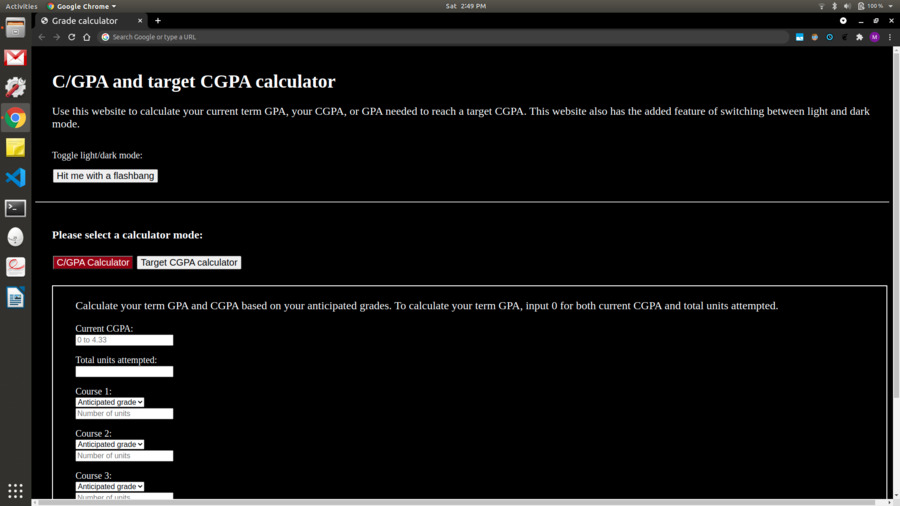 Activities
Google Chrome
Sat 2:49 PM
100 %
Grade calculator
Search Google or type a URL
M
C/GPA and target CGPA calculator
Use this website to calculate your current term GPA, your CGPA, or GPA needed to reach a target CGPA. This website also has the added feature of switching between light and dark
mode.
Toggle light/dark mode:
Hit me with a flashbang
Please select a calculator mode:
C/GPA Calculator
Target CGPA calculator
Calculate your term GPA and CGPA based on your anticipated grades. To calculate your term GPA, input 0 for both current CGPA and total units attempted.
Current CGPA:
0 to 4.33
Total units attempted:
Course 1:
Anticipated grade
Number of units
Course 2:
Anticipated grade
Number of units
Course 3:
Anticipated grade
Number of units